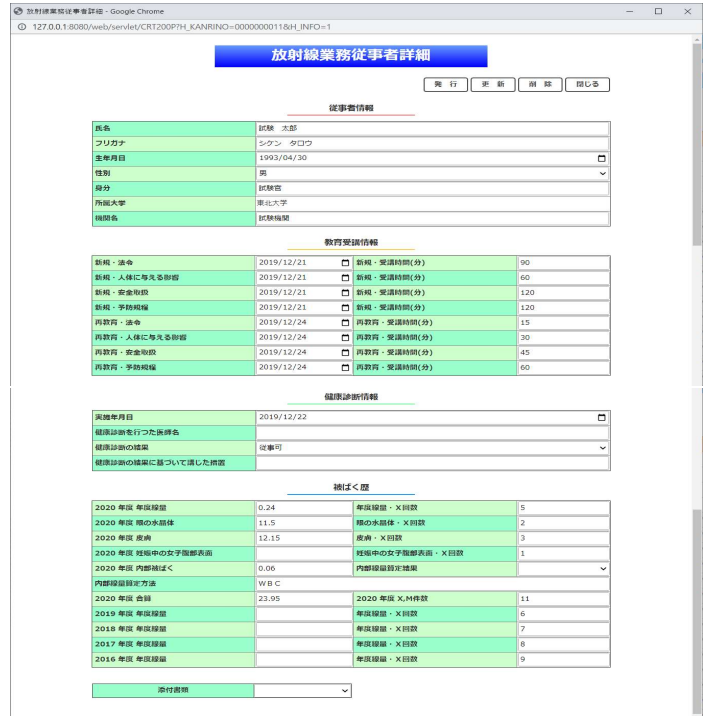 放射線業務従事者詳細 - Google Chrome
127.0.0.1:8080/web/servlet/CRT200P?H_KANRINO=0000000011&H_INFO=1
放射線業務従事者詳細
発 行 更 新 削 除 閉じる
従事者情報
氏名 試験 太郎
フリガナ シケン タロウ
生年月日 1993/04/30
性別 男
身分 試験官
所属大学 東北大学
機関名 試験機関
教育受講情報
新規・法令 2019/12/21 新規・受講時間(分) 90
新規・人体に与える影響 2019/12/21 新規・受講時間(分) 60
新規・安全取扱 2019/12/21 新規・受講時間(分) 120
新規・予防規程 2019/12/21 新規・受講時間(分) 120
再教育・法令 2019/12/24 再教育・受講時間(分) 15
再教育・人体に与える影響 2019/12/24 再教育・受講時間(分) 30
再教育・安全取扱 2019/12/24 再教育・受講時間(分) 45
再教育・予防規程 2019/12/24 再教育・受講時間(分) 60
健康診断情報
実施年月日 2019/12/22
健康診断を行つた医師名
健康診断の結果 従事可
健康診断の結果に基づいて講じた措置
被ばく歴
2020 年度 年度線量 0.24 年度線量・X回数 5
2020 年度 眼の水晶体 11.5 眼の水晶体・X回数 2
2020 年度 皮膚 12.15 皮膚・X回数 3
2020 年度 妊娠中の女子腹部表面 妊娠中の女子腹部表面・X回数 1
2020 年度 内部被ばく 0.06 内部線量算定結果
内部線量算定方法 WBC
2020 年度 合算 23.95 2020 年度 X,M件数 11
2019 年度 年度線量 年度線量・X回数 6
2018 年度 年度線量 年度線量・X回数 7
2017 年度 年度線量 年度線量・X回数 8
2016 年度 年度線量 年度線量・X回数 9
添付書類